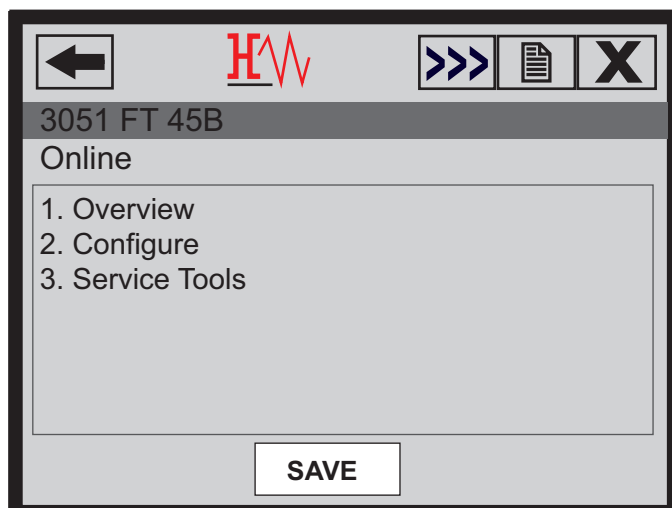 H
>>>
X
3051 FT 45B
Online
1. Overview
2. Configure
3. Service Tools
SAVE